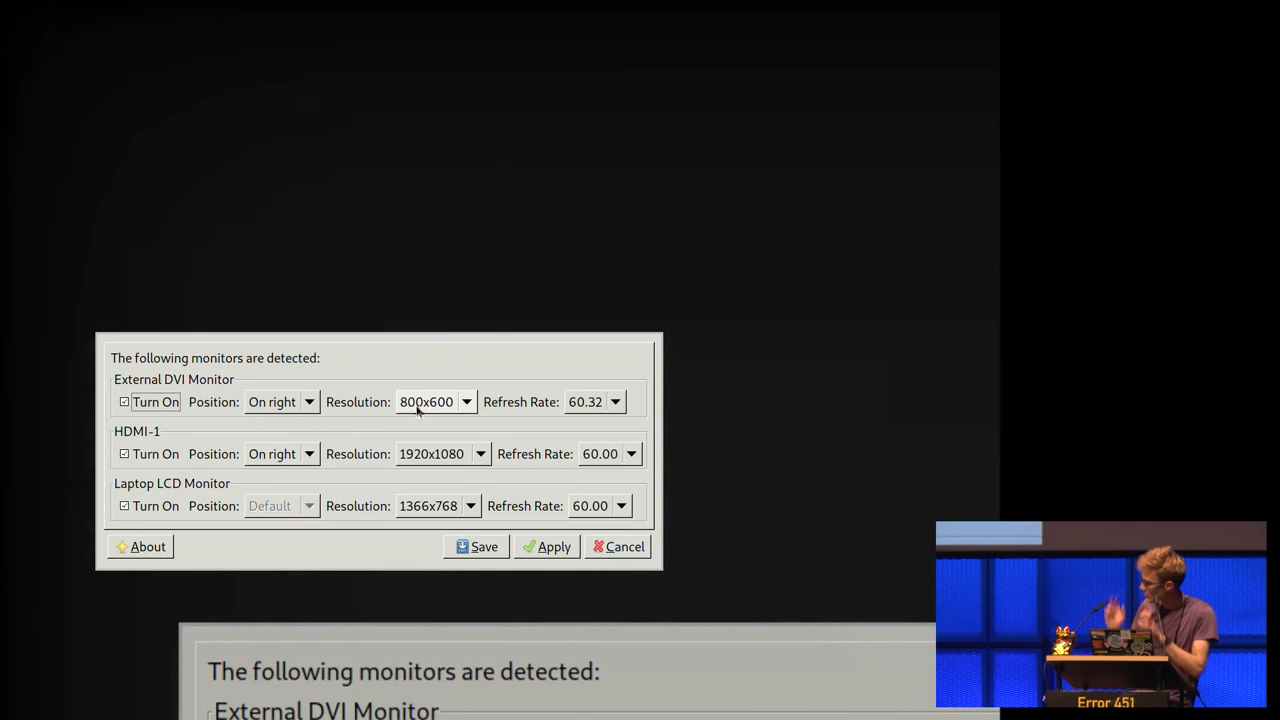 The following monitors are detected:
External DVI Monitor
Turn On Position: On right Resolution: 800x600 Refresh Rate: 60.32
HDMI-1
Turn On Position: On right Resolution: 1920x1080 Refresh Rate: 60.00
Laptop LCD Monitor
Turn On Position: Default Resolution: 1366x768 Refresh Rate: 60.00
About Save Apply Cancel
The following monitors are detected:
External DVI Monitor
Error 451